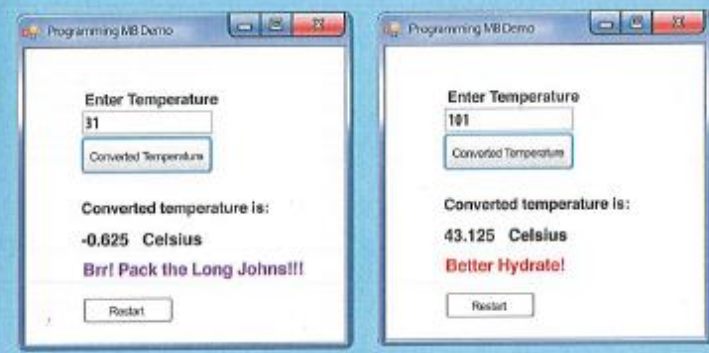 Programming MB Demo
Enter Temperature
31
Converted Temperature
Converted temperature is:
-0.625 Celsius
Brr! Pack the Long Johns!!!
Restart
Programming MB Demo
Enter Temperature
101
Converted Temperature
Converted temperature is:
43.125 Celsius
Better Hydrate!
Restart